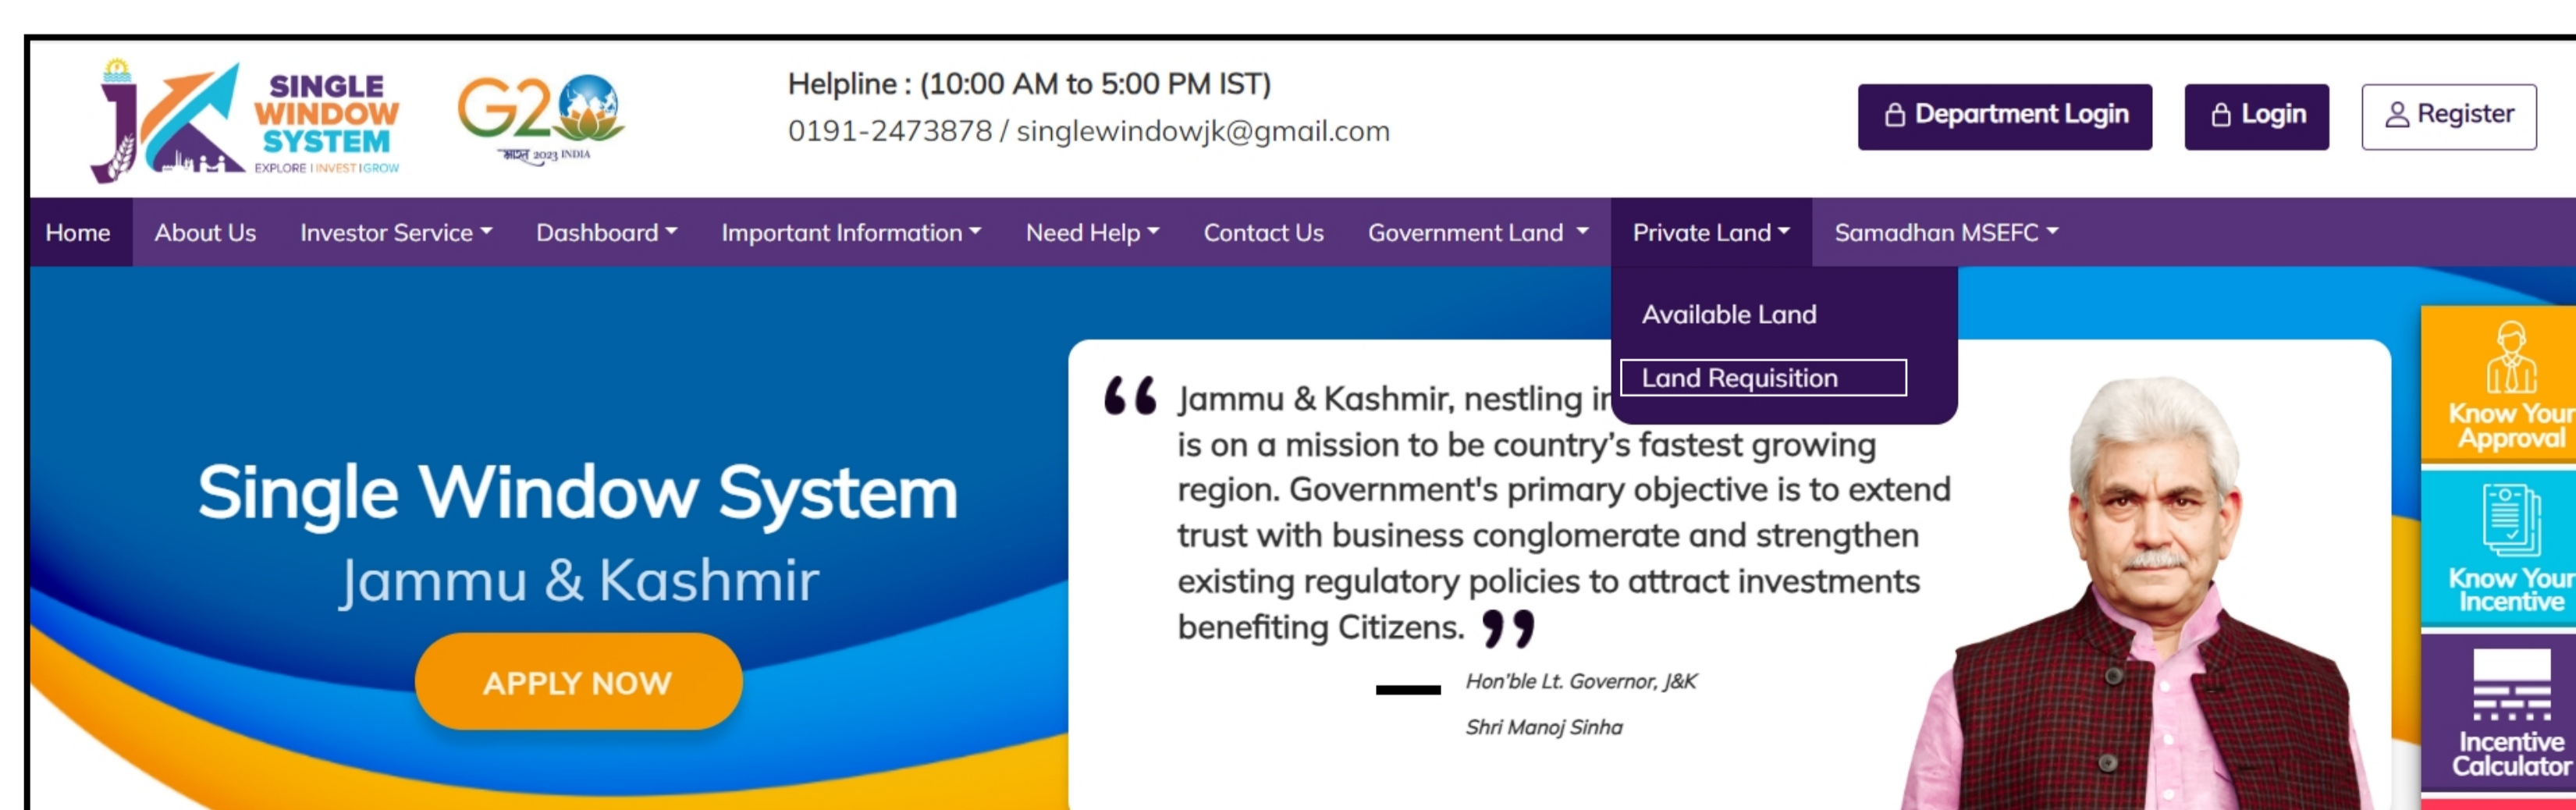 SINGLE
WINDOW
SYSTEM
EXPLORE | INVEST | GROW
G20
भारत 2023 INDIA
Helpline : (10:00 AM to 5:00 PM IST)
0191-2473878 / singlewindowjk@gmail.com
Department Login
Login
Register
Home
About Us
Investor Service
Dashboard
Important Information
Need Help
Contact Us
Government Land
Private Land
Samadhan MSEFC
Available Land
Land Requisition
Single Window System
Jammu & Kashmir
APPLY NOW
“ Jammu & Kashmir, nestling
is on a mission to be country’s fastest growing
region. Government's primary objective is to extend
trust with business conglomerate and strengthen
existing regulatory policies to attract investments
benefiting Citizens. ”
Hon’ble Lt. Governor, J&K
Shri Manoj Sinha
Know Your
Approval
Know Your
Incentive
Incentive
Calculator